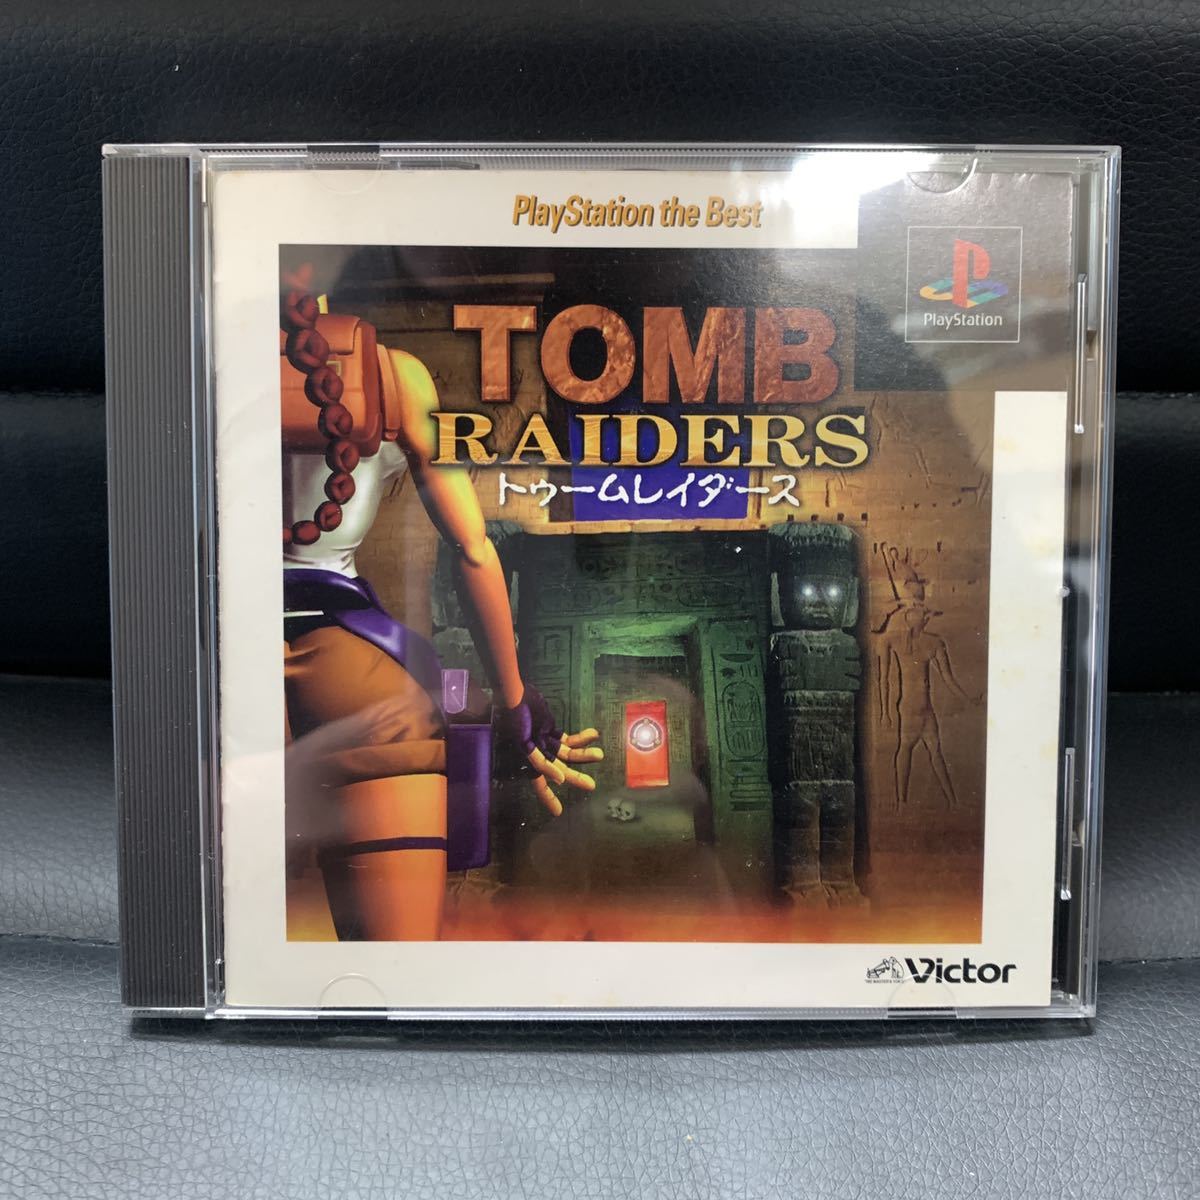 PlayStation the Best
PlayStation
TOMB
RAIDERS
トゥームレイダース
Victor